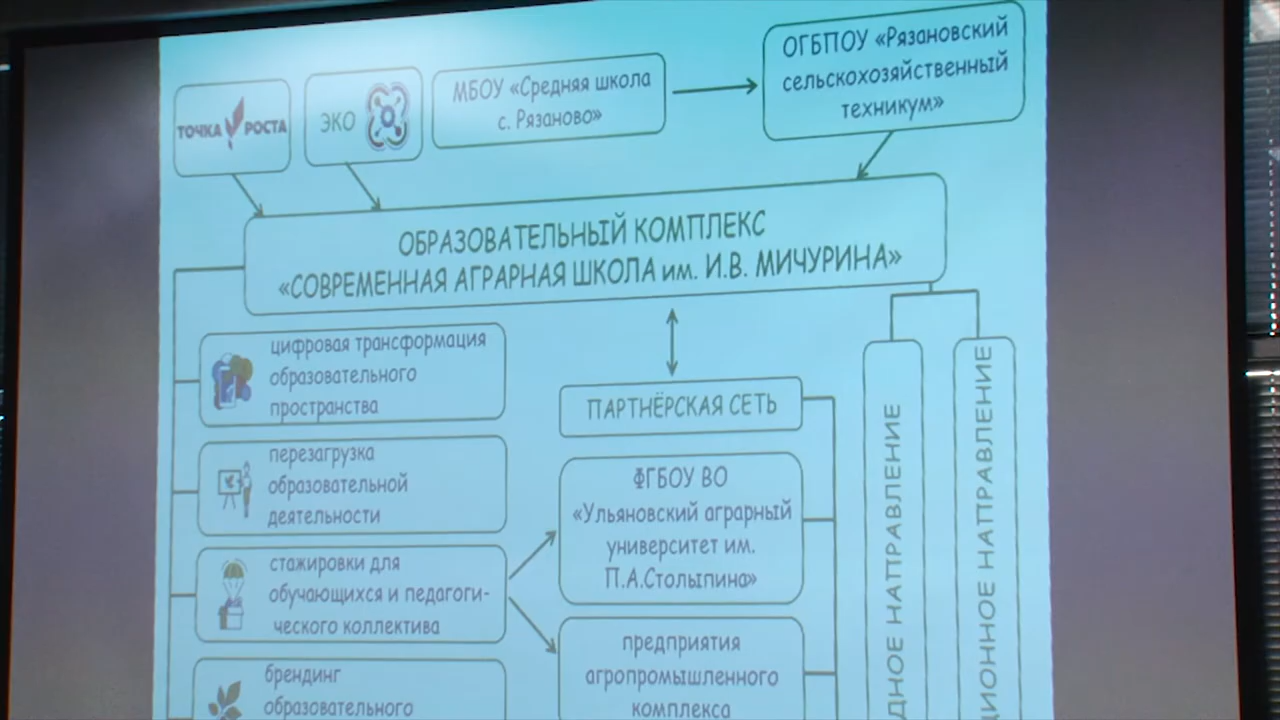 ТОЧКА РОСТА
ЭКО
МБОУ «Средняя школа
с. Рязаново»
ОГБПОУ «Рязановский
сельскохозяйственный
техникум»
ОБРАЗОВАТЕЛЬНЫЙ КОМПЛЕКС
«СОВРЕМЕННАЯ АГРАРНАЯ ШКОЛА им. И.В. МИЧУРИНА»
цифровая трансформация
образовательного
пространства
перезагрузка
образовательной
деятельности
стажировки для
обучающихся и педагоги-
ческого коллектива
брендинг
образовательного
ПАРТНЁРСКАЯ СЕТЬ
ФГБОУ ВО
«Ульяновский аграрный
университет им.
П.А.Столыпина»
предприятия
агропромышленного
комплекса
ДНОЕ НАПРАВЛЕНИЕ
ЦИОННОЕ НАПРАВЛЕНИЕ